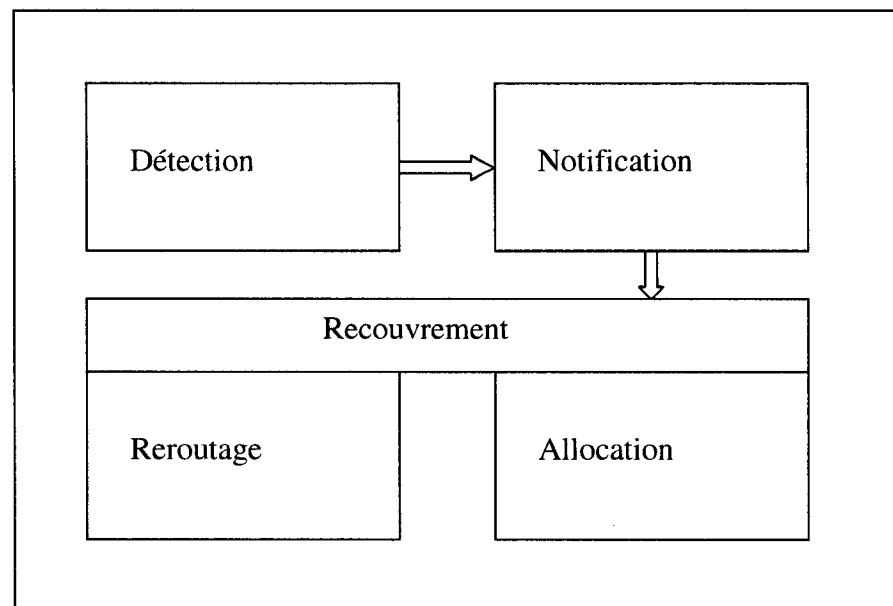 Détection
Notification
Recouvrement
Reroutage
Allocation